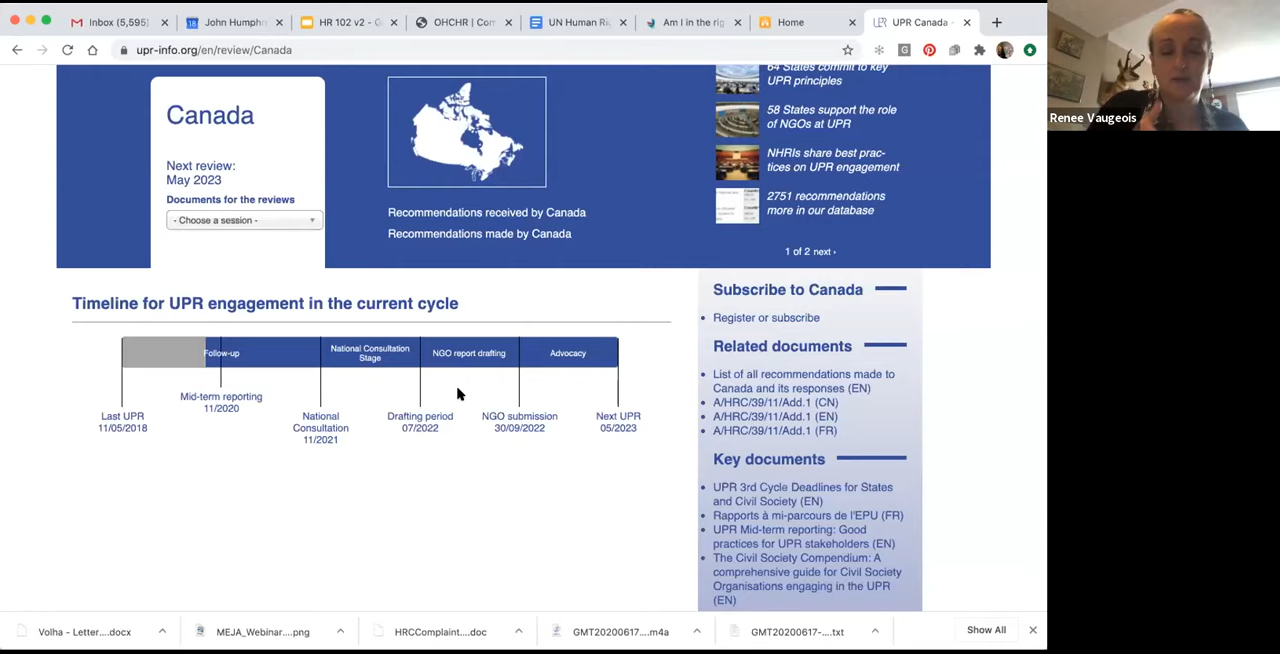 Inbox (5,595)
John Humphr
HR 102 v2 - G
OHCHR | Com
UN Human Ri
Am I in the rig
Home
UPR Canada -
upr-info.org/en/review/Canada
Renee Vaugeois
Canada
Next review:
May 2023
Documents for the reviews
- Choose a session -
Recommendations received by Canada
Recommendations made by Canada
64 States commit to key
UPR principles
58 States support the role
of NGOs at UPR
NHRIs share best prac-
tices on UPR engagement
2751 recommendations
more in our database
1 of 2 next ›
Timeline for UPR engagement in the current cycle
Follow-up
National Consultation
Stage
NGO report drafting
Advocacy
Last UPR
11/05/2018
Mid-term reporting
11/2020
National
Consultation
11/2021
Drafting period
07/2022
NGO submission
30/09/2022
Next UPR
05/2023
Subscribe to Canada
Register or subscribe
Related documents
List of all recommendations made to
Canada and its responses (EN)
A/HRC/39/11/Add.1 (CN)
A/HRC/39/11/Add.1 (EN)
A/HRC/39/11/Add.1 (FR)
Key documents
UPR 3rd Cycle Deadlines for States
and Civil Society (EN)
Rapports à mi-parcours de l'EPU (FR)
UPR Mid-term reporting: Good
practices for UPR stakeholders (EN)
The Civil Society Compendium: A
comprehensive guide for Civil Society
Organisations engaging in the UPR
(EN)
Volha - Letter....docx
MEJA_Webinar....png
HRCComplaint....doc
GMT20200617....m4a
GMT20200617-....txt
Show All